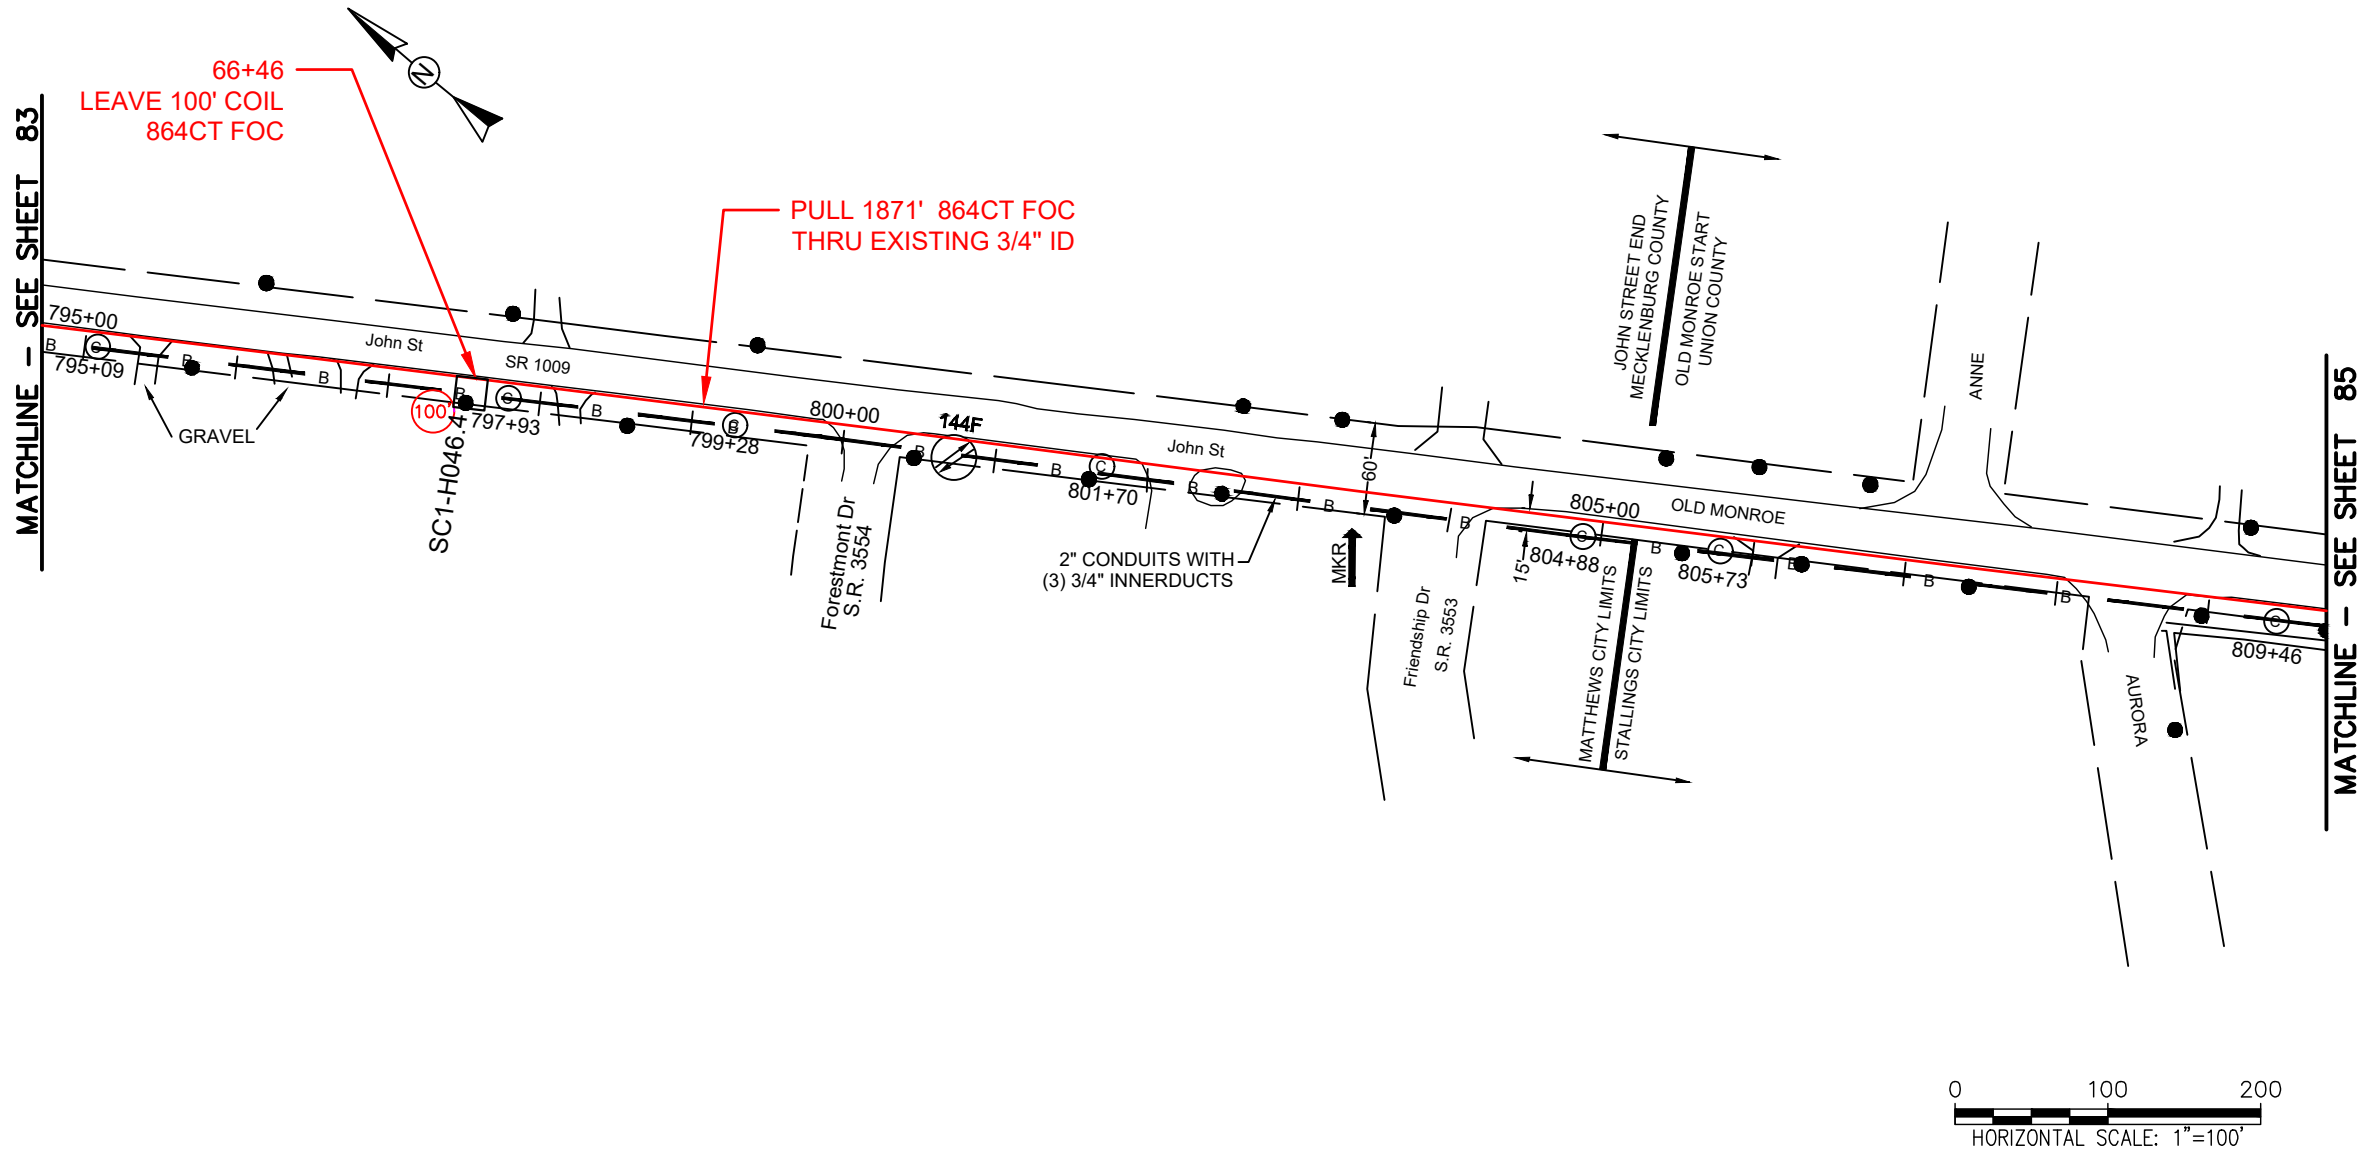 N
66+46
LEAVE 100' COIL
864CT FOC
MATCHLINE – SEE SHEET 83
PULL 1871' 864CT FOC
THRU EXISTING 3/4" ID
JOHN STREET END
MECKLENBURG COUNTY
OLD MONROE START
UNION COUNTY
ANNE
795+00
B
C
795+09
B
GRAVEL
B
John St
SR 1009
B
100'
SC1-H046.4
C
797+93
B
C
B
799+28
800+00
144F
B
Forestmont Dr
S.R. 3554
B
C
801+70
John St
B
2" CONDUITS WITH
(3) 3/4" INNERDUCTS
B
60'
MKR
B
Friendship Dr
S.R. 3553
15'
805+00
C
804+88
OLD MONROE
MATTHEWS CITY LIMITS
STALLINGS CITY LIMITS
B
C
805+73
B
B
B
AURORA
C
809+46
MATCHLINE – SEE SHEET 85
0 100 200
HORIZONTAL SCALE: 1"=100'